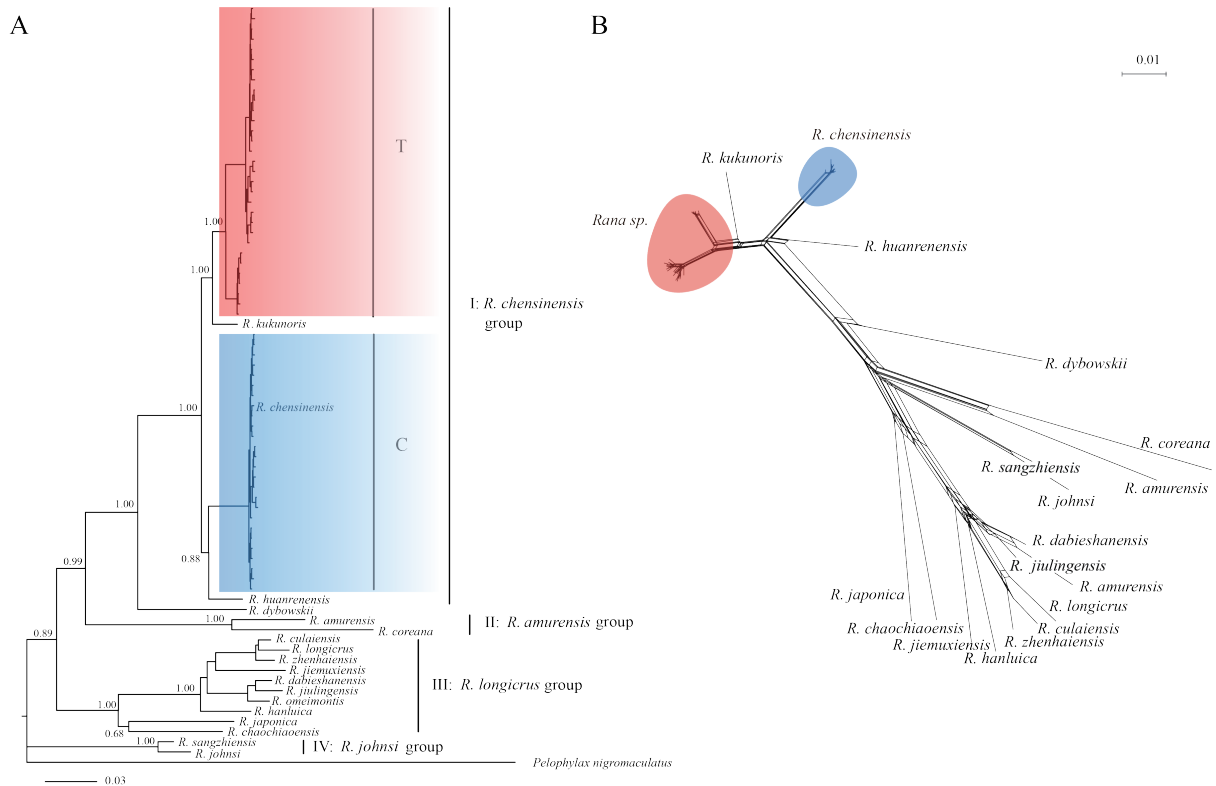 A
T
1.00
1.00
R. kukunoris
I: R. chensinensis
group
1.00
R. chensinensis
C
1.00
0.99
0.88
R. huanrenensis
R. dybowskii
1.00
R. amurensis
R. coreana
II: R. amurensis group
0.89
R. culaiensis
R. longicrus
R. zhenhaiensis
R. jiemuxiensis
1.00
R. dabieshanensis
R. jiulingensis
R. omeimontis
III: R. longicrus group
1.00
R. hanluica
R. japonica
0.68
R. chaochiaoensis
1.00
R. sangzhiensis
R. johnsi
IV: R. johnsi group
Pelophylax nigromaculatus
0.03
B
0.01
R. chensinensis
R. kukunoris
Rana sp.
R. huanrenensis
R. dybowskii
R. coreana
R. sangzhiensis
R. amurensis
R. johnsi
R. dabieshanensis
R. jiulingensis
R. amurensis
R. japonica
R. longicrus
R. chaochiaoensis
R. culaiensis
R. jiemuxiensis
R. zhenhaiensis
R. hanluica